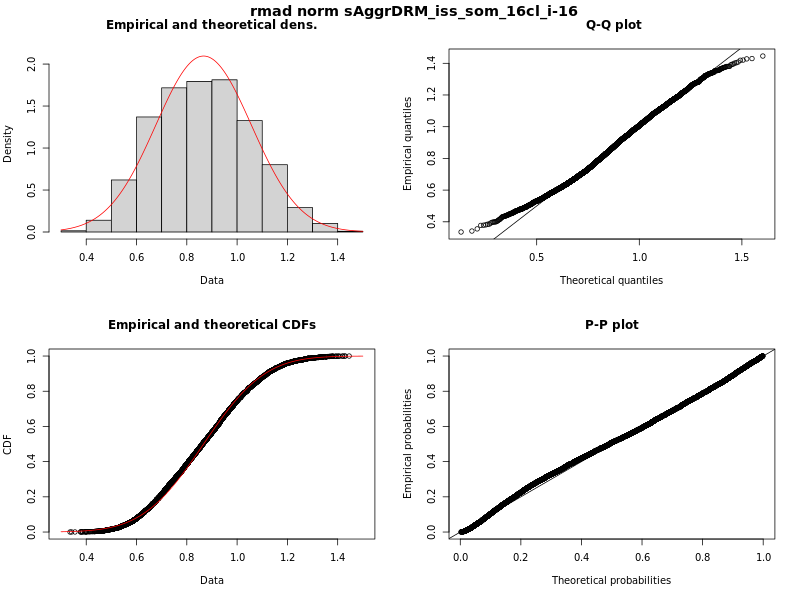 rmad norm sAggrDRM_iss_som_16cl_i-16
Empirical and theoretical dens.
Density
0.0 0.5 1.0 1.5 2.0
0.4 0.6 0.8 1.0 1.2 1.4
Data
Q-Q plot
Empirical quantiles
0.4 0.6 0.8 1.0 1.2 1.4
0.5 1.0 1.5
Theoretical quantiles
Empirical and theoretical CDFs
CDF
0.0 0.2 0.4 0.6 0.8 1.0
0.4 0.6 0.8 1.0 1.2 1.4
Data
P-P plot
Empirical probabilities
0.0 0.2 0.4 0.6 0.8 1.0
0.0 0.2 0.4 0.6 0.8 1.0
Theoretical probabilities